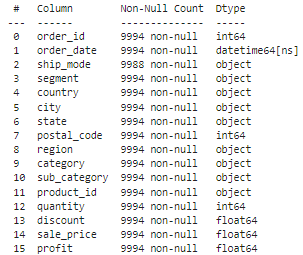 #   Column        Non-Null Count  Dtype
---  ------        --------------  -----
0   order_id      9994 non-null   int64
1   order_date    9994 non-null   datetime64[ns]
2   ship_mode     9988 non-null   object
3   segment       9994 non-null   object
4   country       9994 non-null   object
5   city          9994 non-null   object
6   state         9994 non-null   object
7   postal_code   9994 non-null   int64
8   region        9994 non-null   object
9   category      9994 non-null   object
10  sub_category  9994 non-null   object
11  product_id    9994 non-null   object
12  quantity      9994 non-null   int64
13  discount      9994 non-null   float64
14  sale_price    9994 non-null   float64
15  profit        9994 non-null   float64